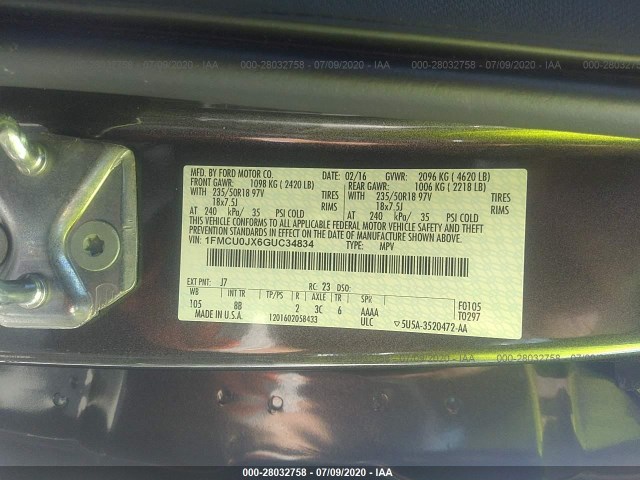 000-28032758 - 07/09/2020 - IAA 000-28032758 - 07/09/2020 - IAA
MFD. BY FORD MOTOR CO. 02/16 GVWR: 2096 KG ( 4620 LB)
FRONT GAWR: 1098 KG ( 2420 LB) REAR GAWR: 1006 KG ( 2218 LB)
WITH 235/50R18 97V TIRES WITH 235/50R18 97V TIRES
18x7.5J RIMS 18x7.5J RIMS
AT 240 kPa/ 35 PSI COLD AT 240 kPa/ 35 PSI COLD
THIS VEHICLE CONFORMS TO ALL APPLICABLE FEDERAL MOTOR VEHICLE SAFETY AND THEFT
PREVENTION STANDARDS IN EFFECT ON THE DATE OF MANUFACTURE SHOWN ABOVE.
VIN: 1FMCU0JX6GUC34834 TYPE: MPV
EXT PNT: J7 RC: 23 DSO: F0105
T0297
BRK INT TR TP/PS R AXLE TR SPR
105 8B 2 3C 6 AAAA
MADE IN U.S.A. 1201602058433 ULC ▽5U5A-3520472-AA
000-28032758 - 07/09/2020 - IAA